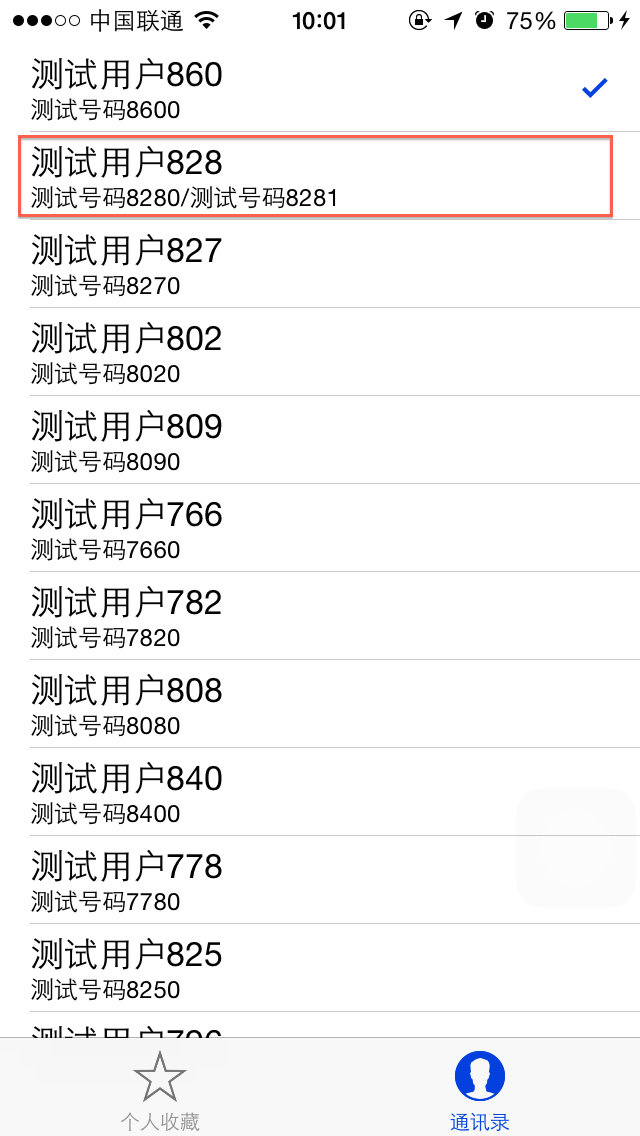 中国联通 10:01 75%
测试用户860
测试号码8600
测试用户828
测试号码8280/测试号码8281
测试用户827
测试号码8270
测试用户802
测试号码8020
测试用户809
测试号码8090
测试用户766
测试号码7660
测试用户782
测试号码7820
测试用户808
测试号码8080
测试用户840
测试号码8400
测试用户778
测试号码7780
测试用户825
测试号码8250
个人收藏 通讯录